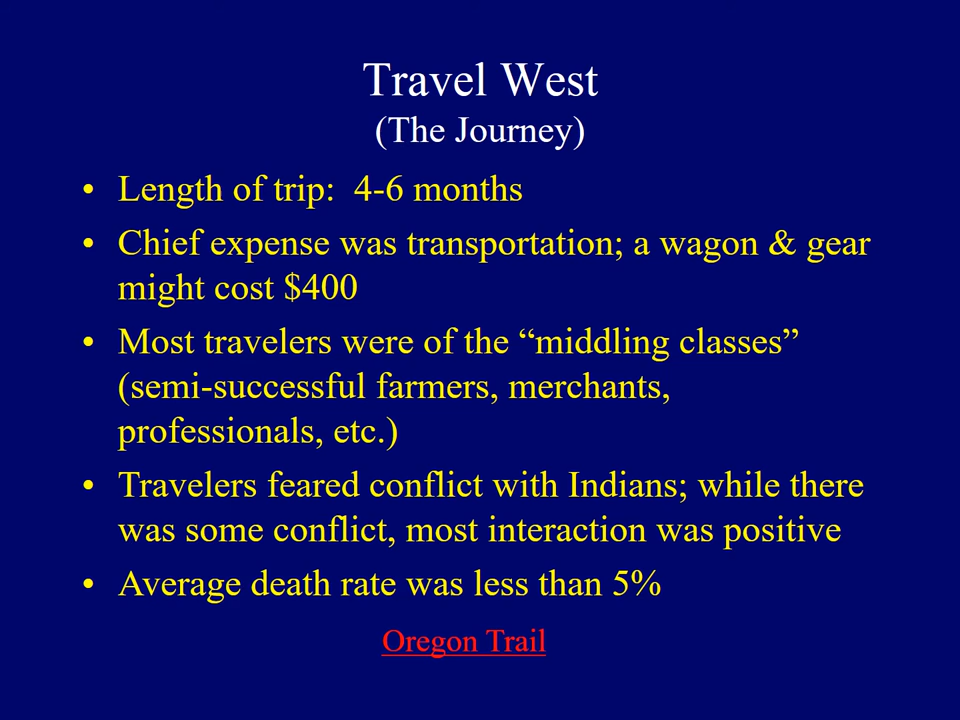 Travel West
(The Journey)
• Length of trip:  4-6 months
• Chief expense was transportation; a wagon & gear
might cost $400
• Most travelers were of the “middling classes”
(semi-successful farmers, merchants,
professionals, etc.)
• Travelers feared conflict with Indians; while there
was some conflict, most interaction was positive
• Average death rate was less than 5%
Oregon Trail